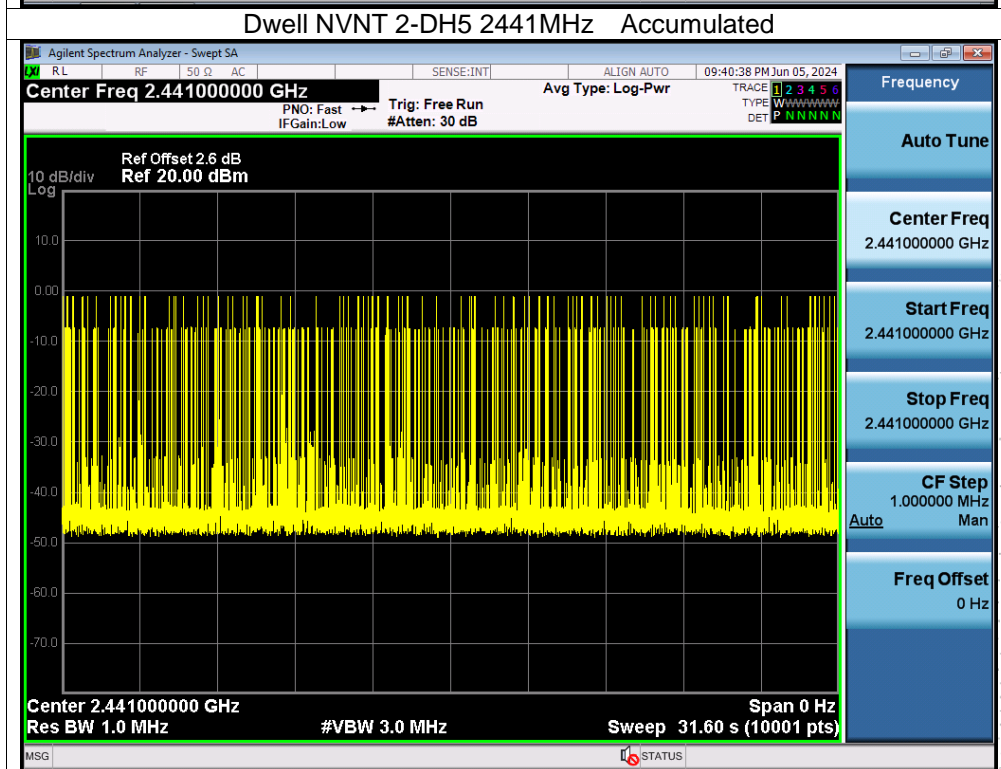 Dwell NVNT 2-DH5 2441MHz Accumulated
Agilent Spectrum Analyzer - Swept SA
LXI RL RF 50 Ω AC SENSE:INT ALIGN AUTO 09:40:38 PM Jun 05, 2024
Center Freq 2.441000000 GHz
PNO: Fast
IFGain:Low
Trig: Free Run
#Atten: 30 dB
Avg Type: Log-Pwr
TRACE 1 2 3 4 5 6
TYPE WWWWWWW
DET P N N N N N
Ref Offset 2.6 dB
10 dB/div Ref 20.00 dBm
Log
10.0
0.00
-10.0
-20.0
-30.0
-40.0
-50.0
-60.0
-70.0
Center 2.441000000 GHz Span 0 Hz
Res BW 1.0 MHz #VBW 3.0 MHz Sweep 31.60 s (10001 pts)
MSG STATUS
Frequency
Auto Tune
Center Freq
2.441000000 GHz
Start Freq
2.441000000 GHz
Stop Freq
2.441000000 GHz
CF Step
1.000000 MHz
Auto Man
Freq Offset
0 Hz